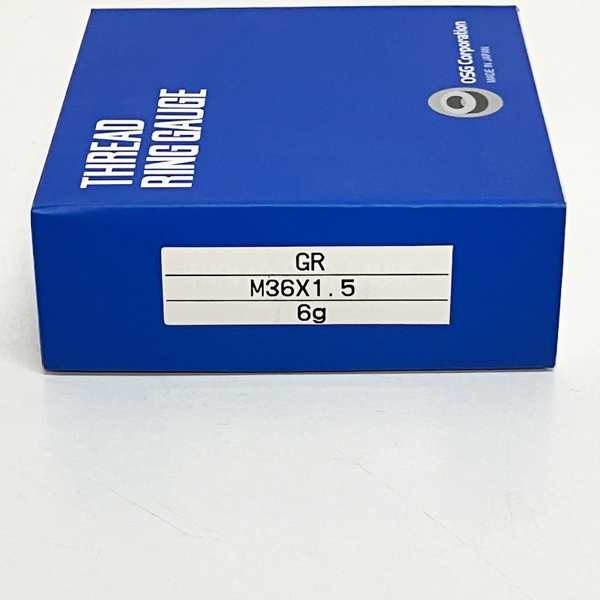 THREAD
RING GAUGE
OSG Corporation
MADE IN JAPAN
GR
M36X1.5
6g